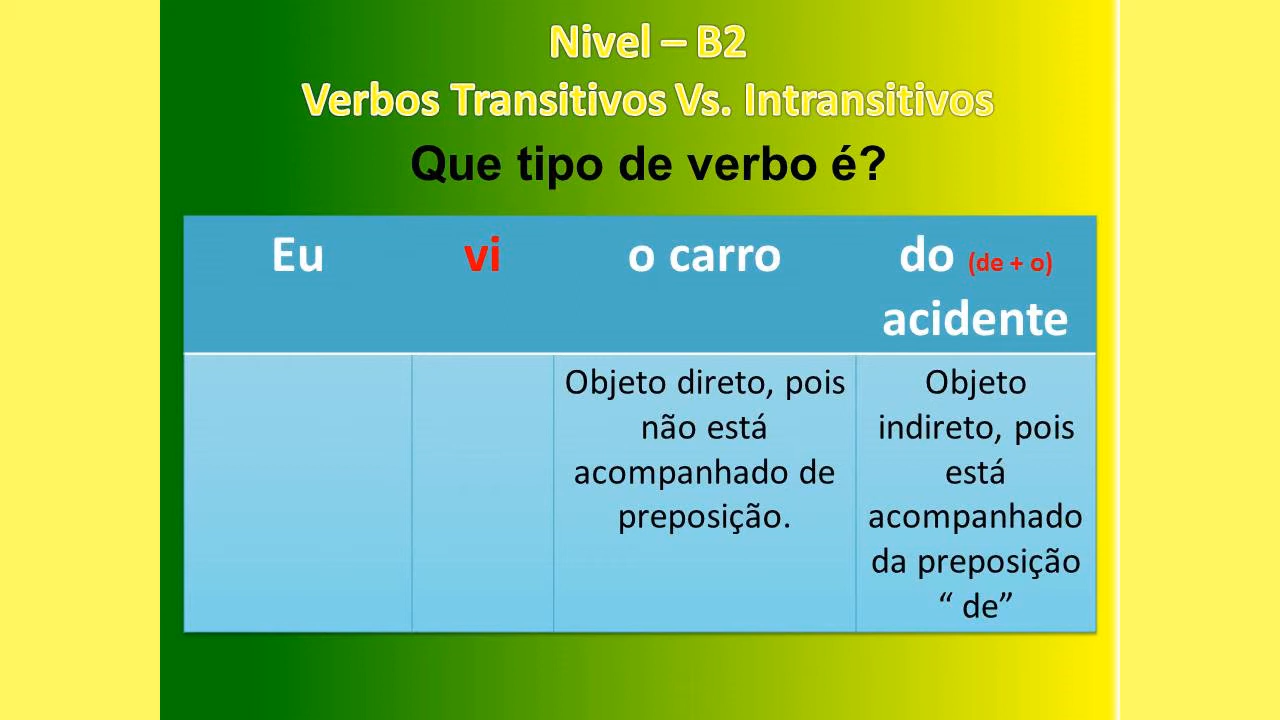 Nivel – B2
Verbos Transitivos Vs. Intransitivos
Que tipo de verbo é?
Eu
vi
o carro
do (de + o)
acidente
Objeto direto, pois
não está
acompanhado de
preposição.
Objeto
indireto, pois
está
acompanhado
da preposição
“ de”